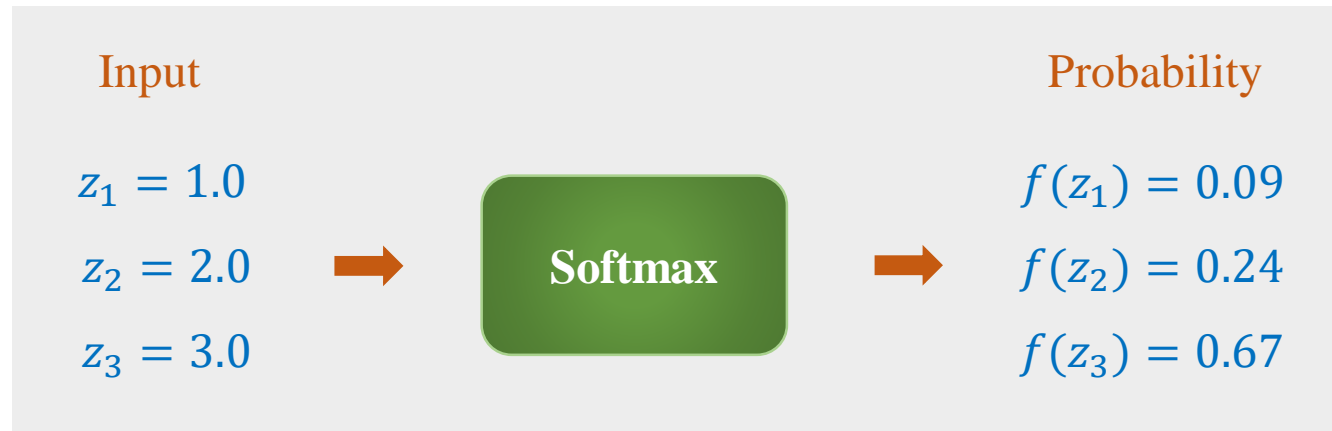 Input
Probability
z₁ = 1.0
z₂ = 2.0
z₃ = 3.0
Softmax
f(z₁) = 0.09
f(z₂) = 0.24
f(z₃) = 0.67